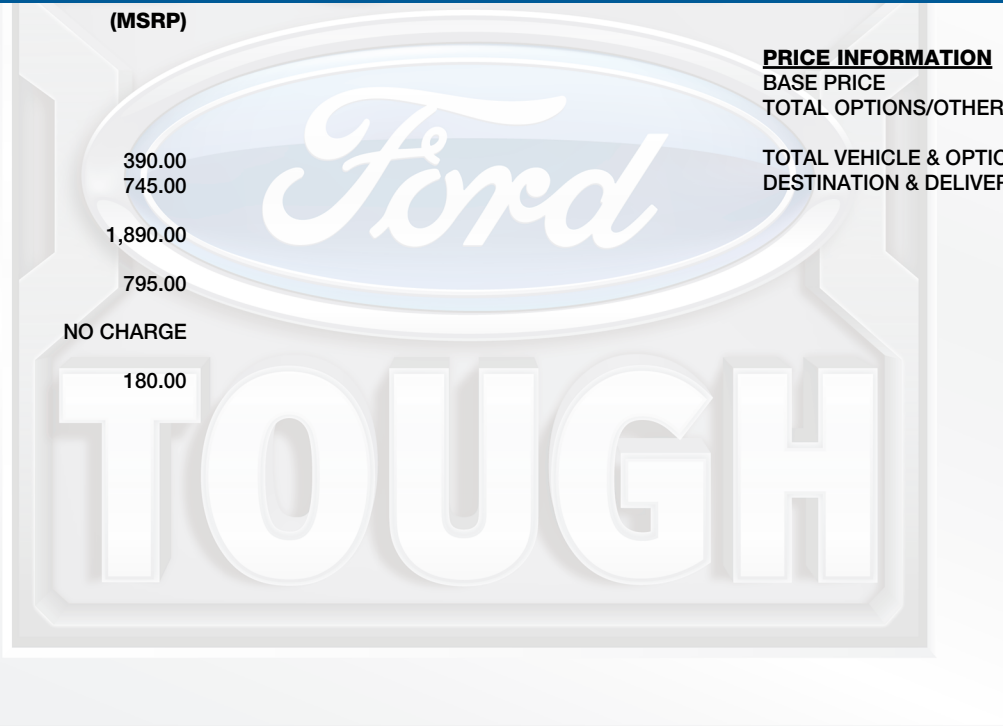 (MSRP)
390.00
745.00
1,890.00
795.00
NO CHARGE
180.00
PRICE INFORMATION
BASE PRICE
TOTAL OPTIONS/OTHER
TOTAL VEHICLE & OPTIO
DESTINATION & DELIVER
Ford
TOUGH